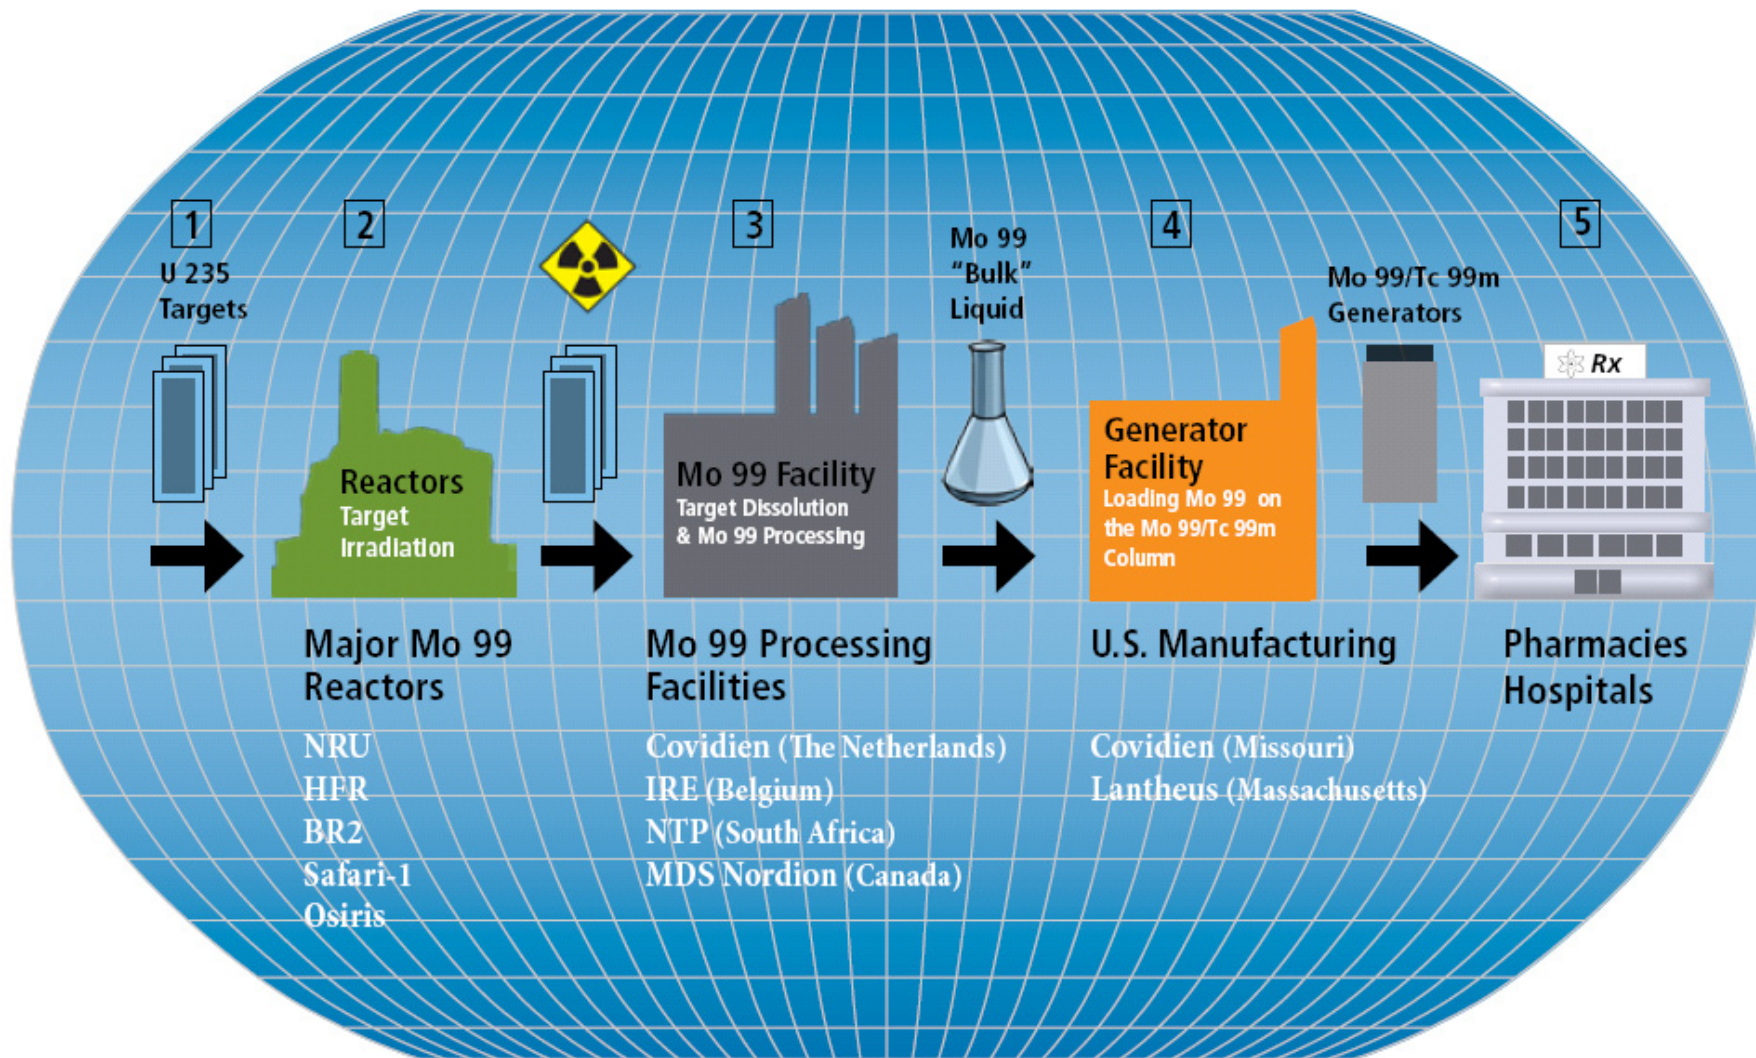 1
U 235
Targets
2
Reactors
Target
Irradiation
3
Mo 99 Facility
Target Dissolution
& Mo 99 Processing
Mo 99
“Bulk”
Liquid
4
Generator
Facility
Loading Mo 99 on
the Mo 99/Tc 99m
Column
Mo 99/Tc 99m
Generators
5
Rx
Major Mo 99
Reactors
NRU
HFR
BR2
Safari-1
Osiris
Mo 99 Processing
Facilities
Covidien (The Netherlands)
IRE (Belgium)
NTP (South Africa)
MDS Nordion (Canada)
U.S. Manufacturing
Covidien (Missouri)
Lantheus (Massachusetts)
Pharmacies
Hospitals